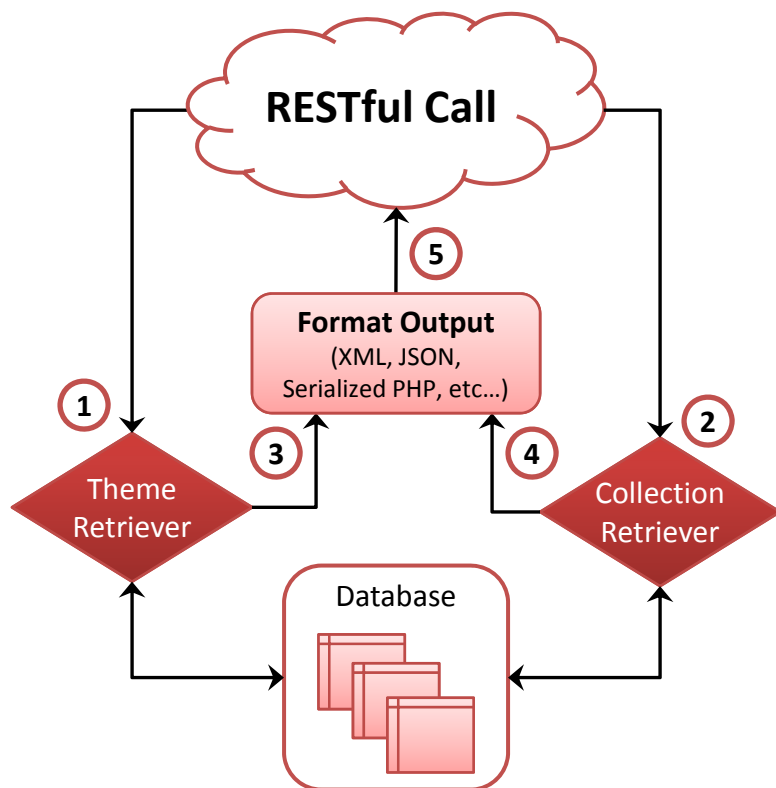 RESTful Call
5
Format Output
(XML, JSON,
Serialized PHP, etc…)
1
2
3
4
Theme
Retriever
Collection
Retriever
Database